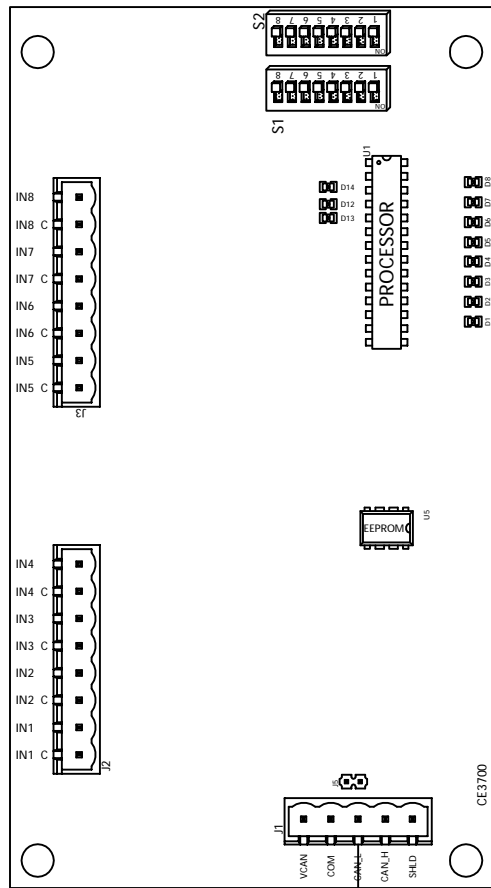 S2
8 7 6 5 4 3 2 1
NO
8 7 6 5 4 3 2 1
NO
S1
U1
PROCESSOR
D14
D12
D13
D8
D7
D6
D5
D4
D3
D2
D1
IN8
IN8 C
IN7
IN7 C
IN6
IN6 C
IN5
IN5 C
J3
EEPROM
U5
IN4
IN4 C
IN3
IN3 C
IN2
IN2 C
IN1
IN1 C
J2
J5
J1
VCAN
COM
CAN_L
CAN_H
SHLD
CE3700